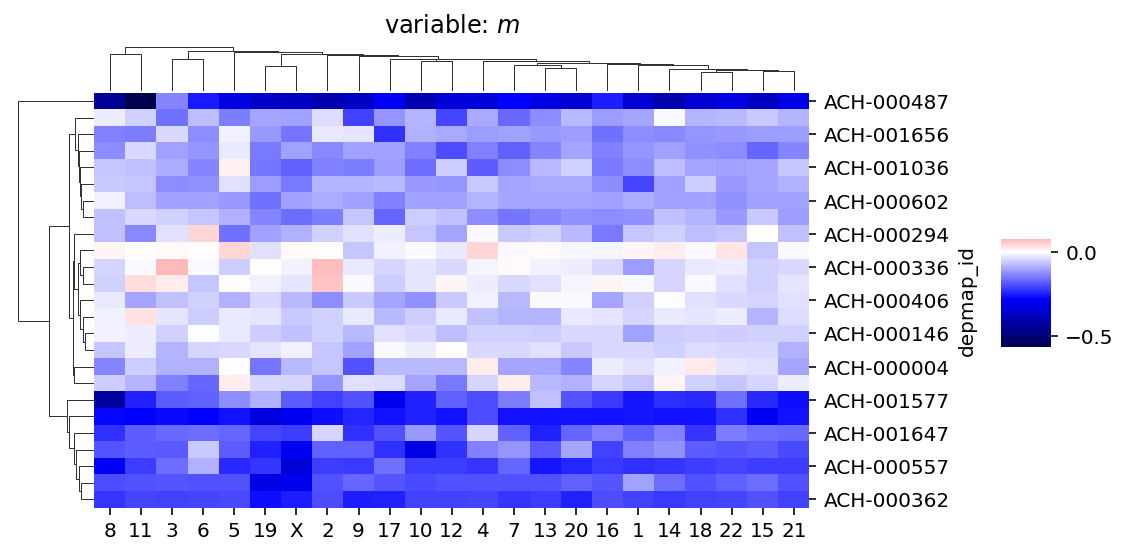 variable: m
ACH-000487
ACH-001656
ACH-001036
ACH-000602
ACH-000294
ACH-000336
ACH-000406
ACH-000146
ACH-000004
ACH-001577
ACH-001647
ACH-000557
ACH-000362
depmap_id
0.0
−0.5
8 11 3 6 5 19 X 2 9 17 10 12 4 7 13 20 16 1 14 18 22 15 21